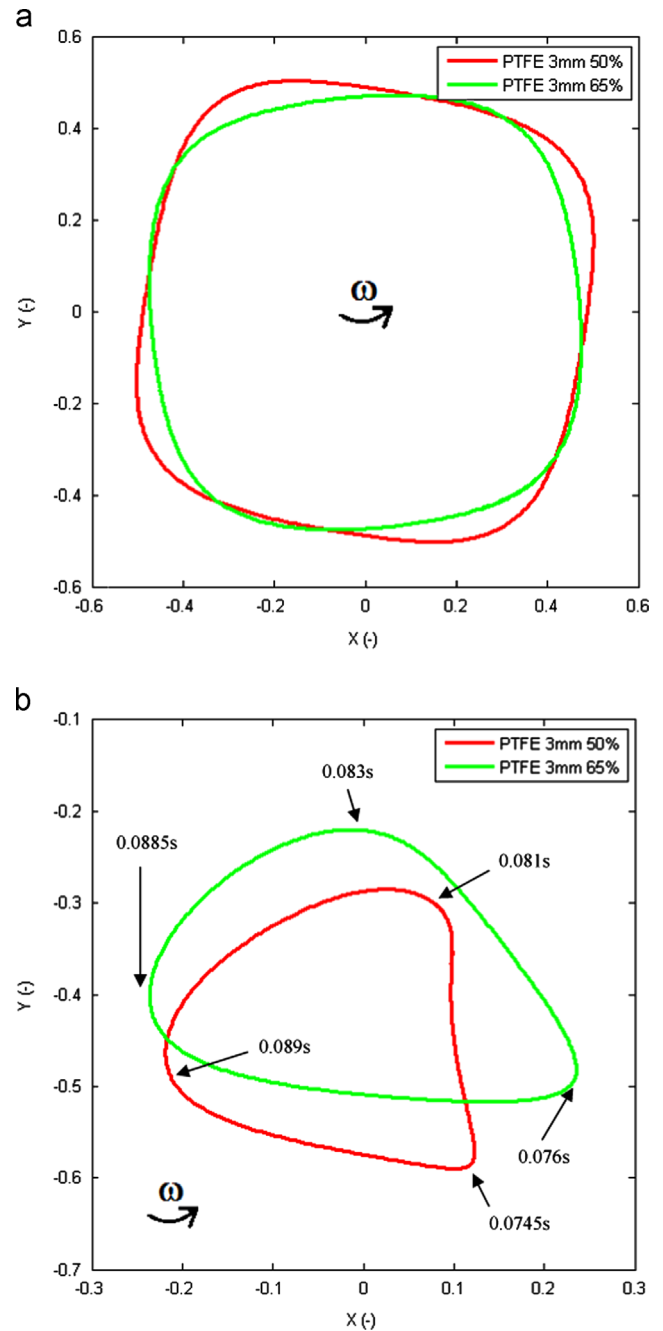 a
0.6
0.4
0.2
0
-0.2
-0.4
-0.6
Y (-)
-0.6 -0.4 -0.2 0 0.2 0.4 0.6
X (-)
PTFE 3mm 50%
PTFE 3mm 65%
ω
b
-0.1
-0.2
-0.3
-0.4
-0.5
-0.6
-0.7
Y (-)
-0.3 -0.2 -0.1 0 0.1 0.2 0.3
X (-)
PTFE 3mm 50%
PTFE 3mm 65%
0.083s
0.0885s
0.081s
0.089s
0.076s
0.0745s
ω